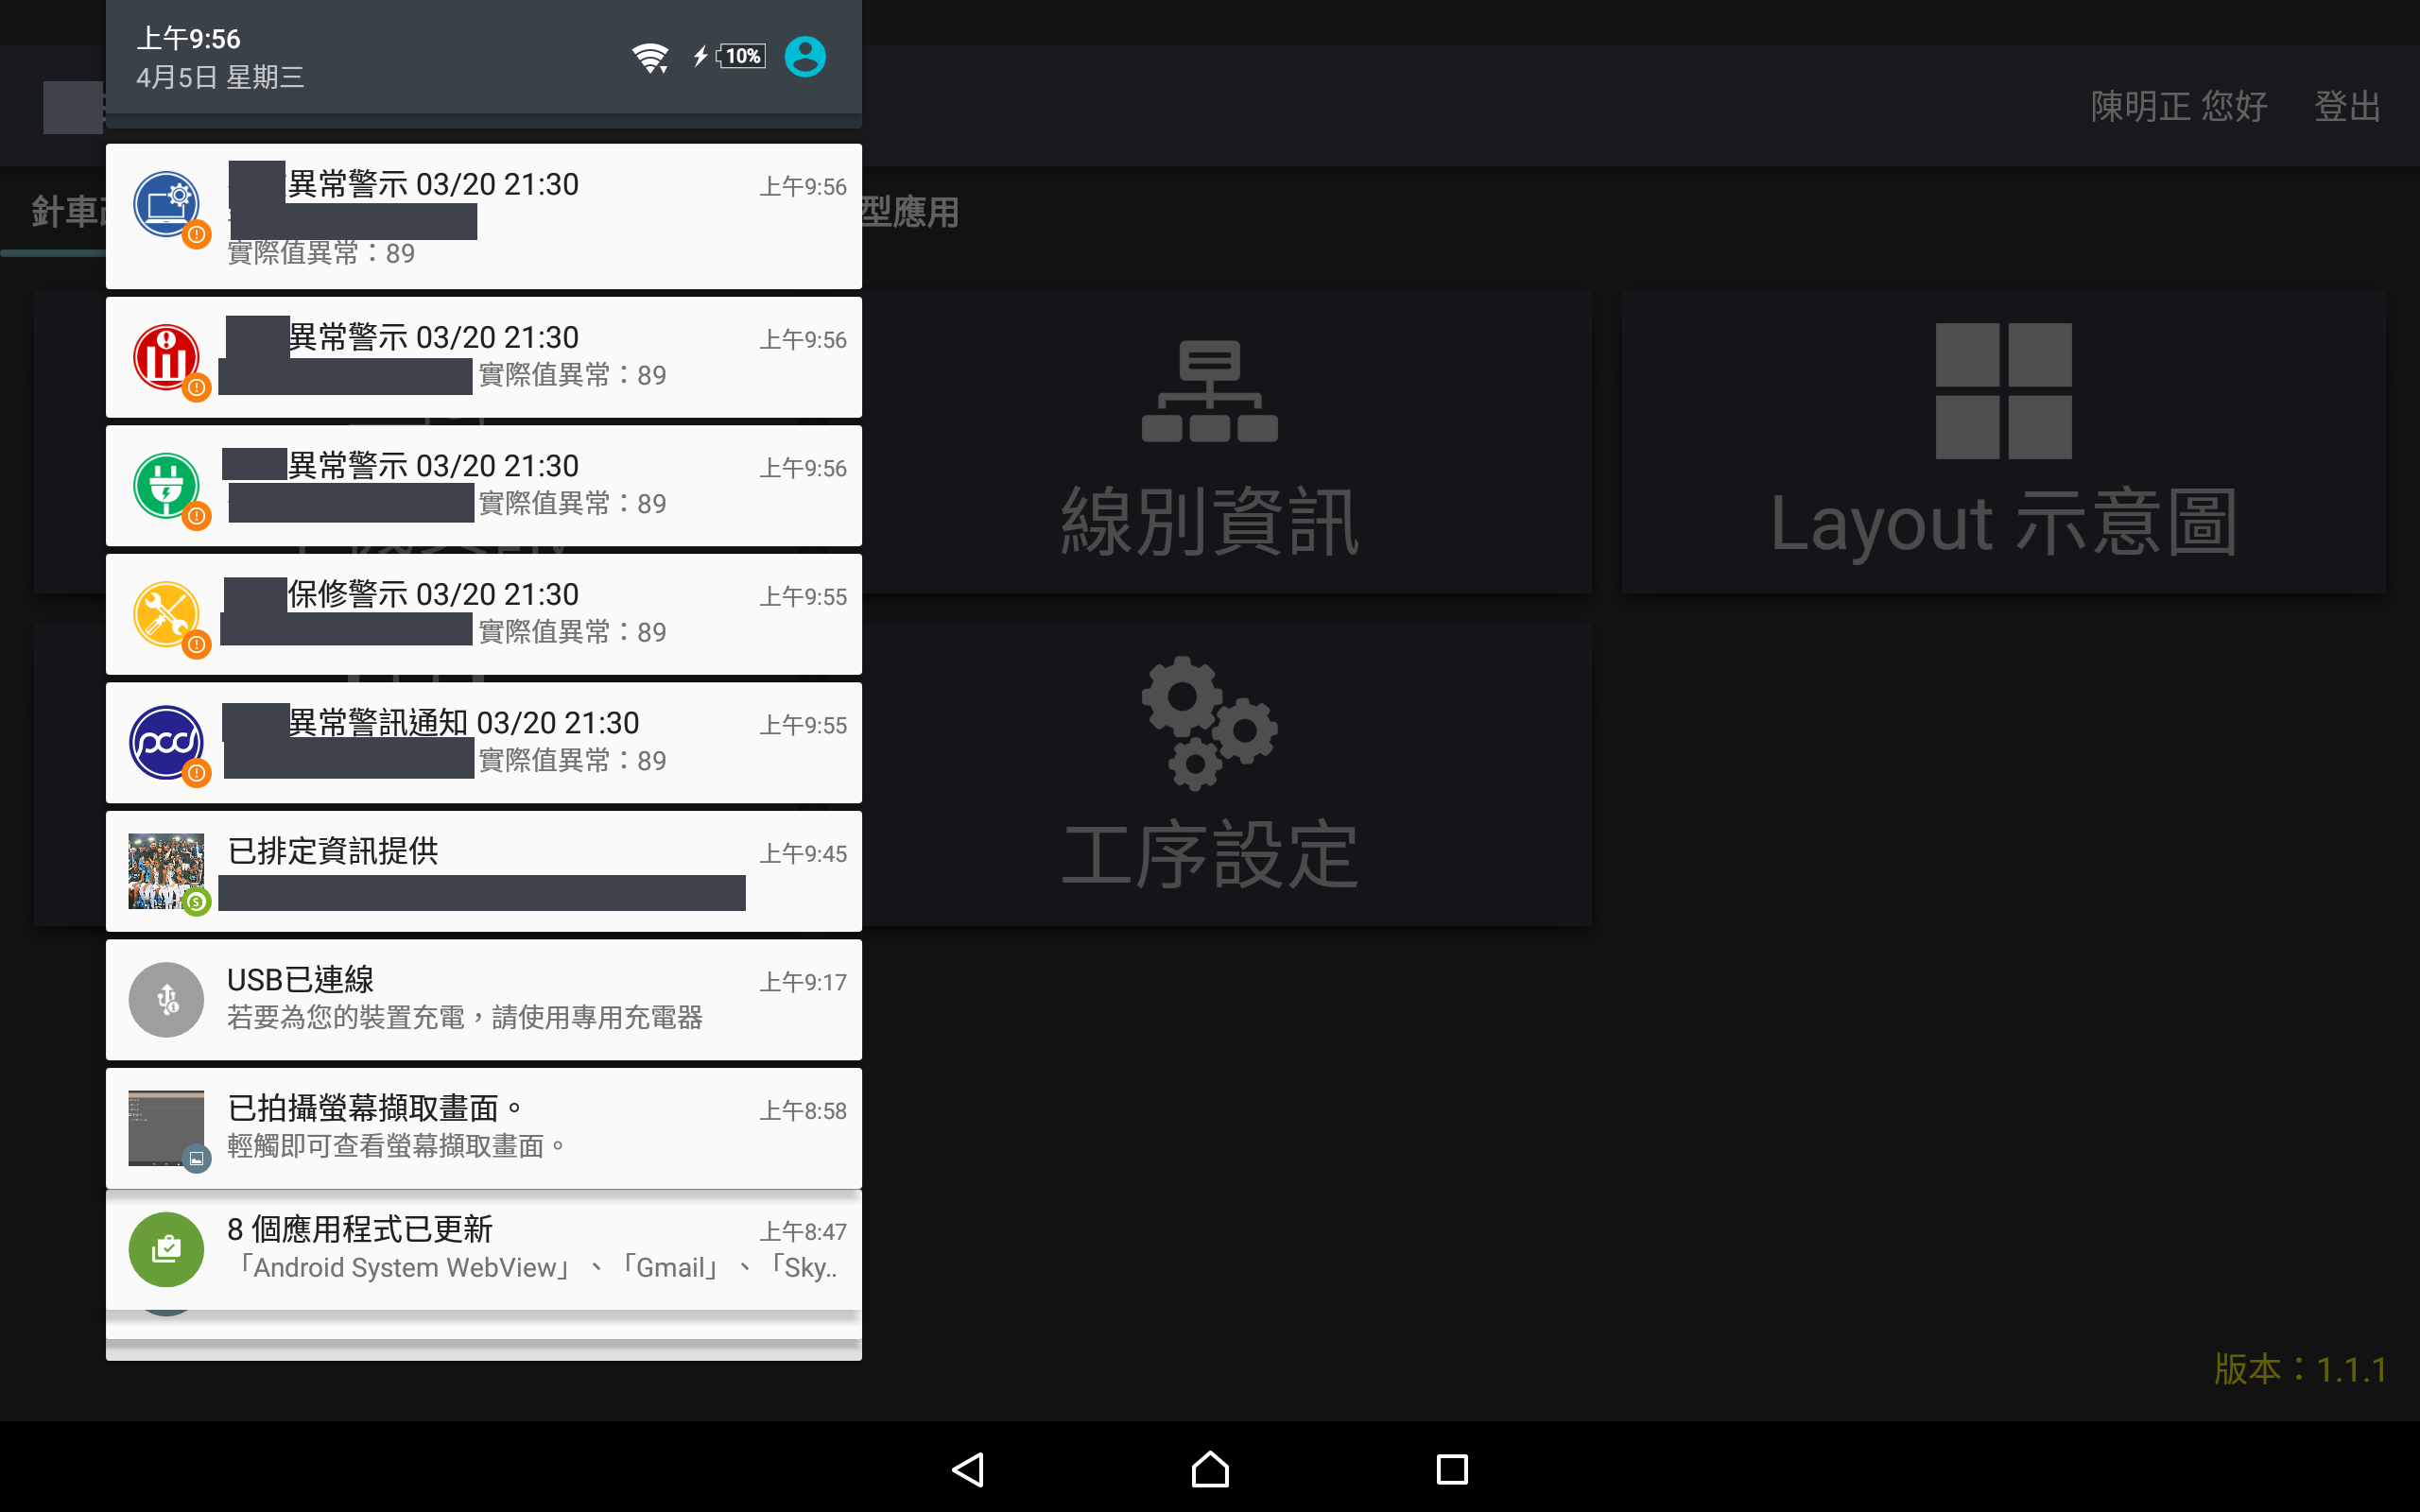 上午9:56
4月5日 星期三
10%
陳明正 您好
登出
針車
型應用
異常警示 03/20 21:30
上午9:56
實際值異常：89
異常警示 03/20 21:30
上午9:56
實際值異常：89
異常警示 03/20 21:30
上午9:56
實際值異常：89
保修警示 03/20 21:30
上午9:55
實際值異常：89
異常警訊通知 03/20 21:30
上午9:55
實際值異常：89
pcd
已排定資訊提供
上午9:45
USB已連線
上午9:17
若要為您的裝置充電，請使用專用充電器
已拍攝螢幕擷取畫面。
上午8:58
輕觸即可查看螢幕擷取畫面。
8 個應用程式已更新
上午8:47
「Android System WebView」、「Gmail」、「Sky..
線別資訊
Layout 示意圖
工序設定
版本：1.1.1